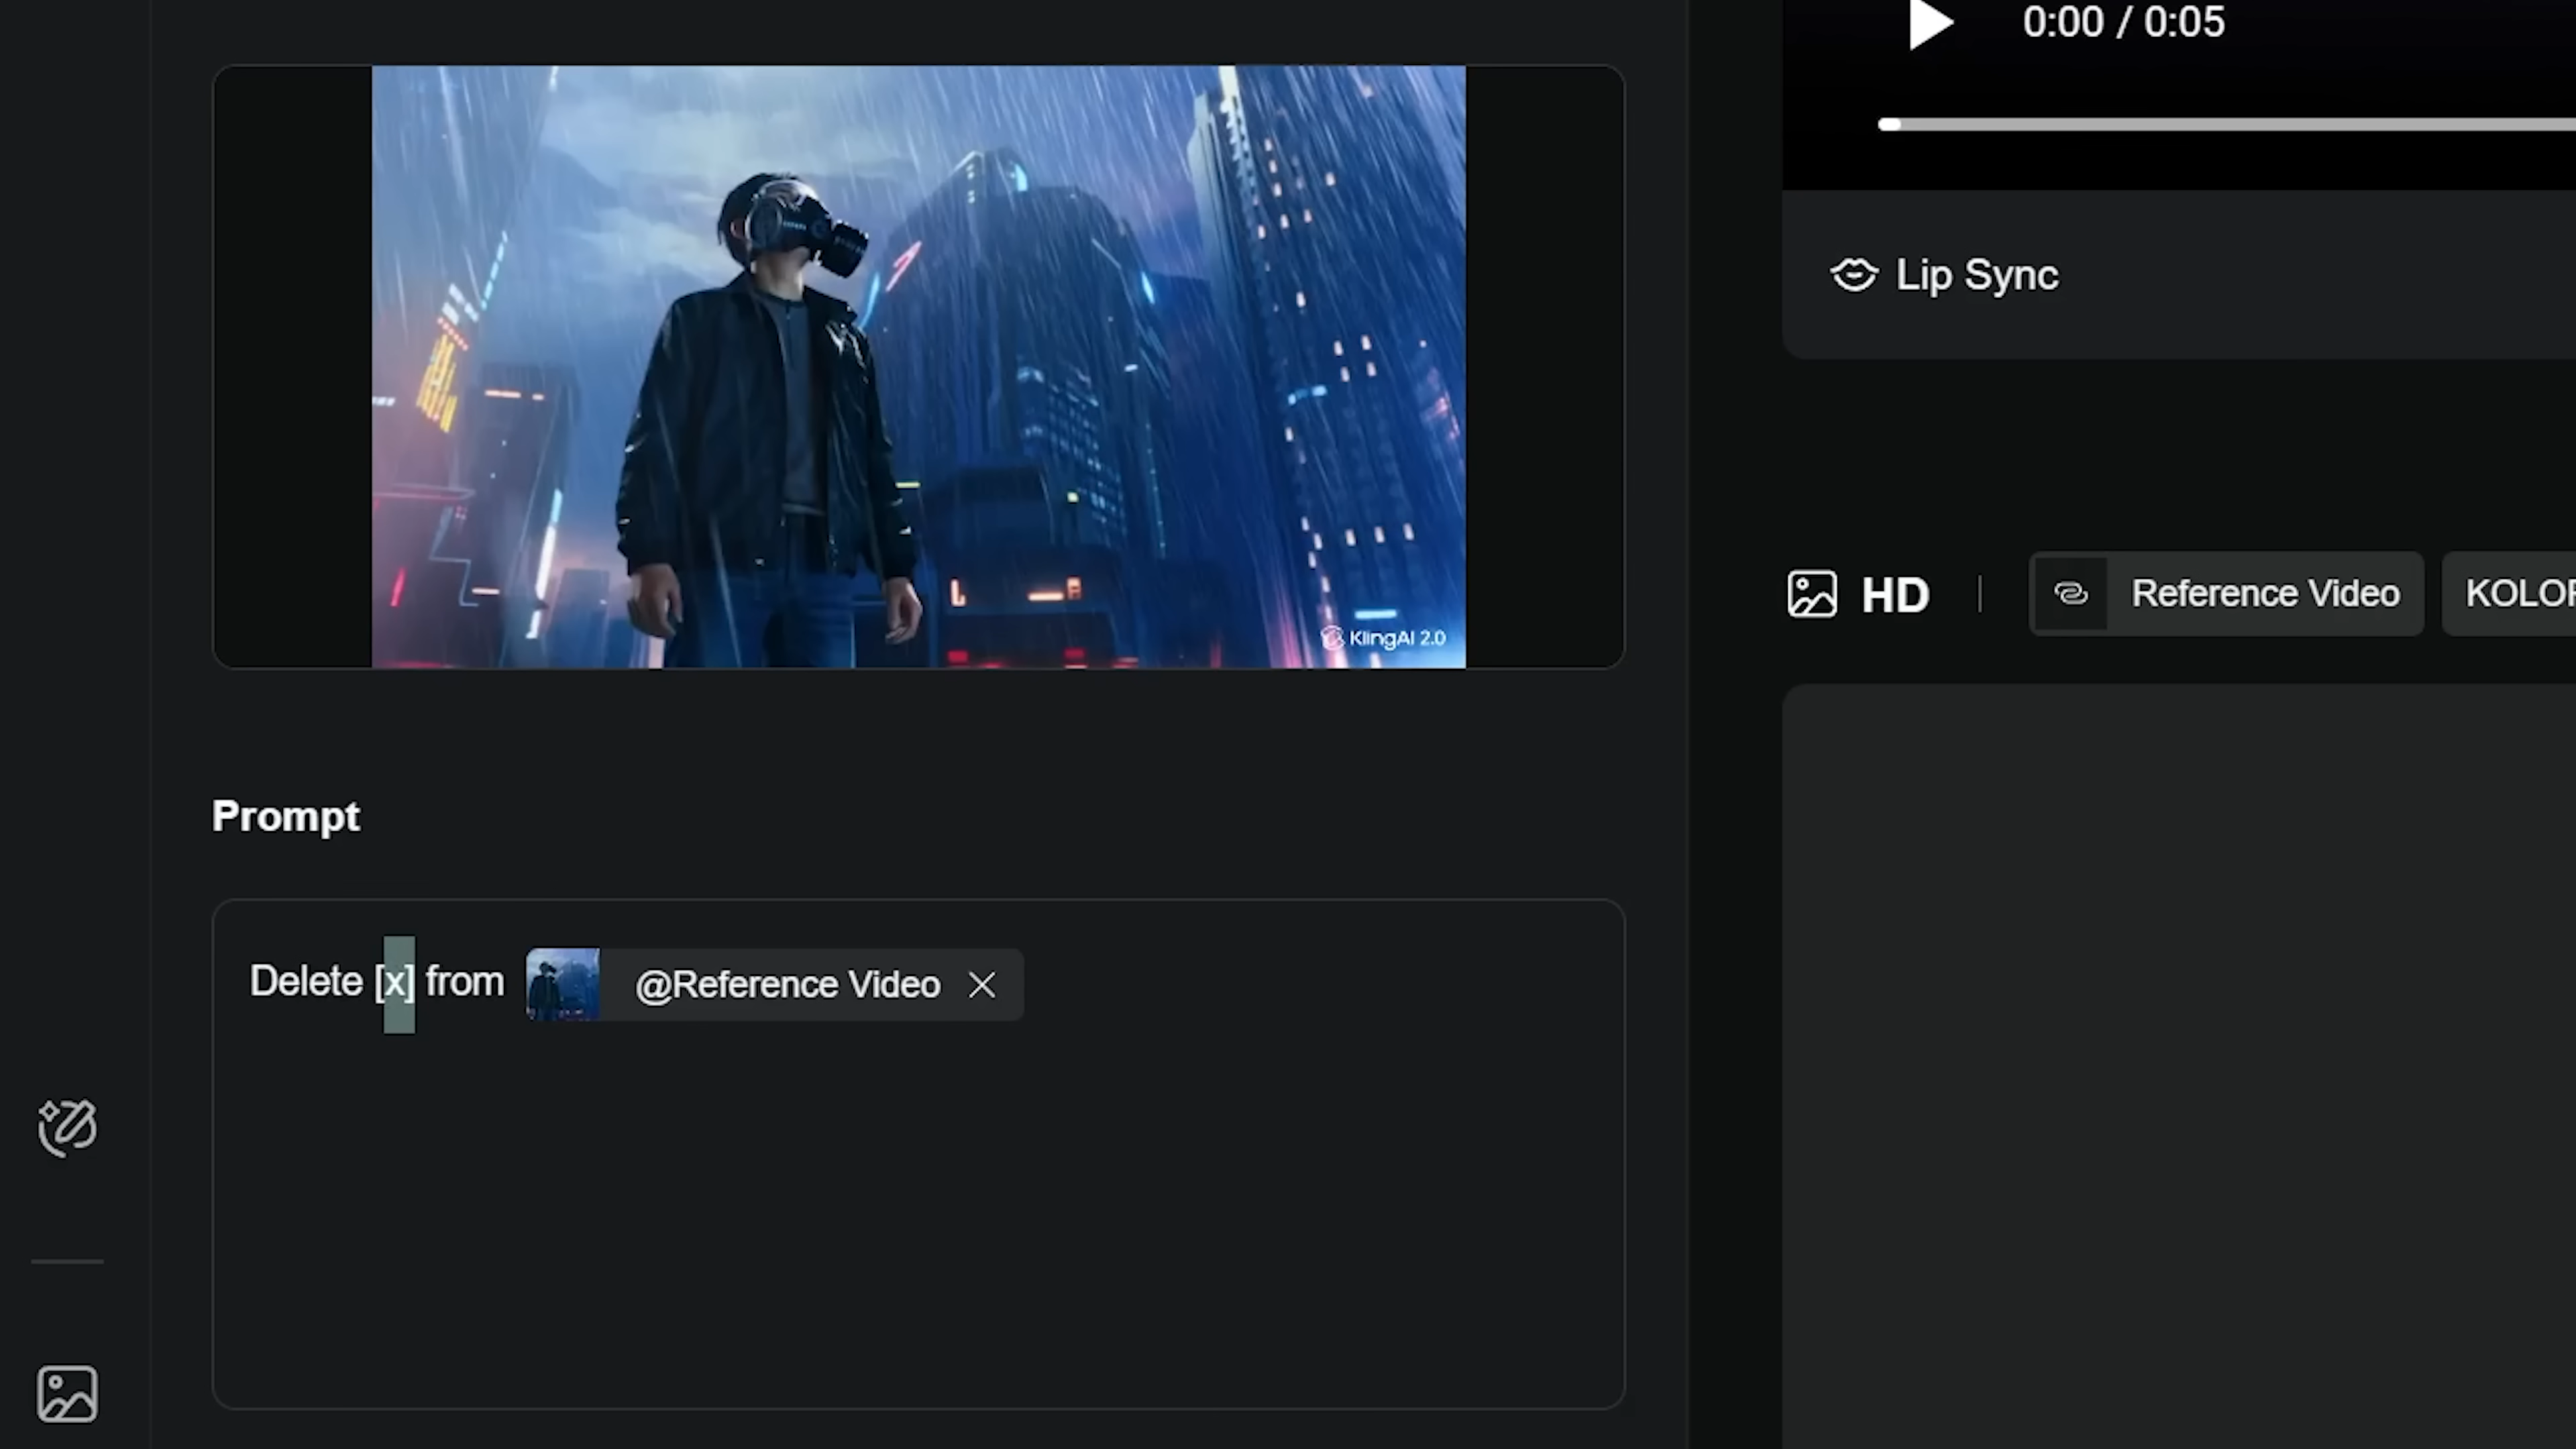 0:00 / 0:05
KlingAI 2.0
Lip Sync
HD
Reference Video
Prompt
Delete [x] from @Reference Video